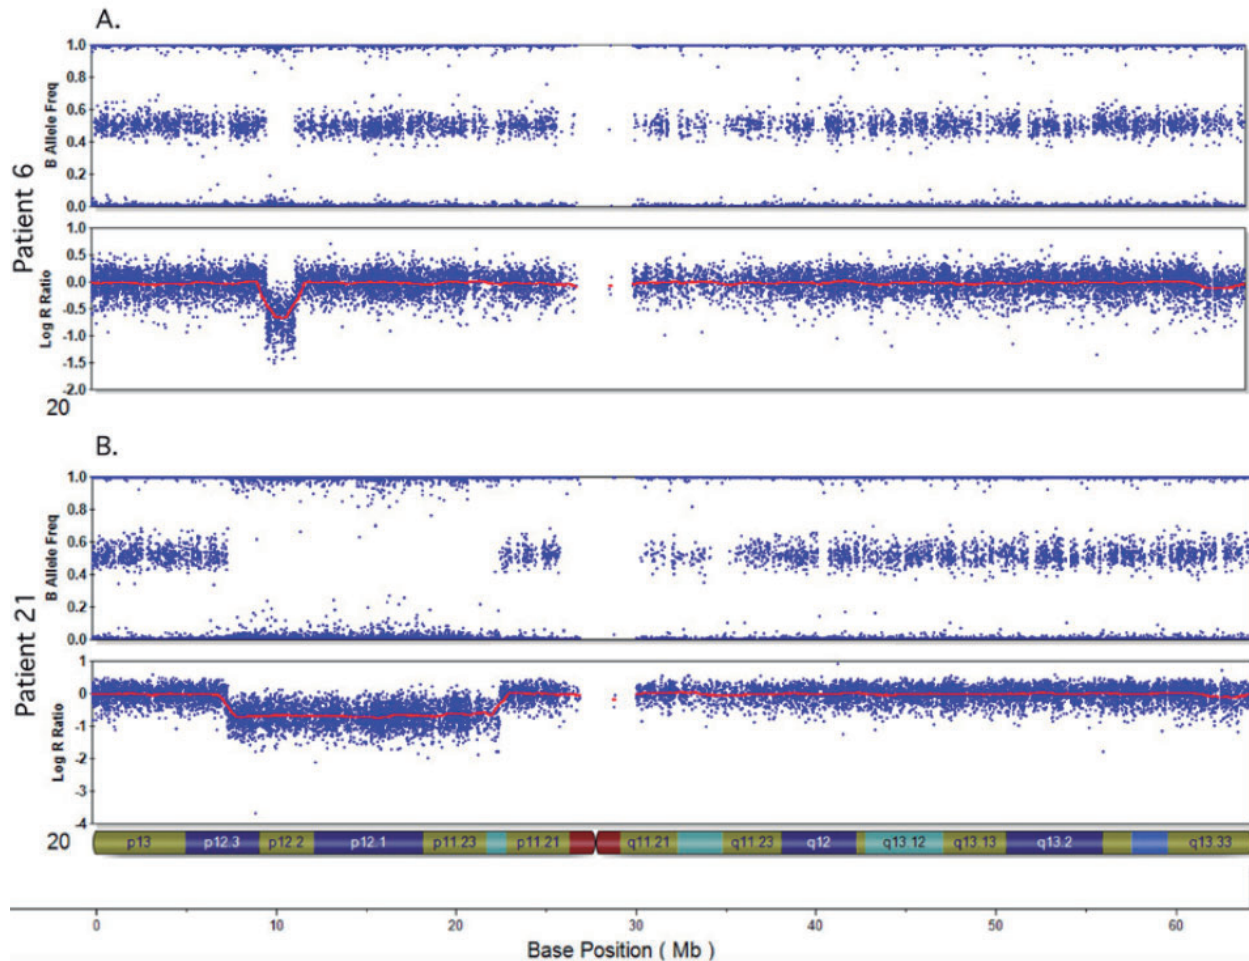 A.
Patient 6
B Allele Freq
1.0
0.8
0.6
0.4
0.2
0.0
Log R Ratio
1.0
0.5
0.0
-0.5
-1.0
-1.5
-2.0
20
B.
Patient 21
B Allele Freq
1.0
0.8
0.6
0.4
0.2
0.0
Log R Ratio
1
0
-1
-2
-3
-4
20
p13 p12.3 p12.2 p12.1 p11.23 p11.21 q11.21 q11.23 q12 q13.12 q13.13 q13.2 q13.33
0 10 20 30 40 50 60
Base Position ( Mb )